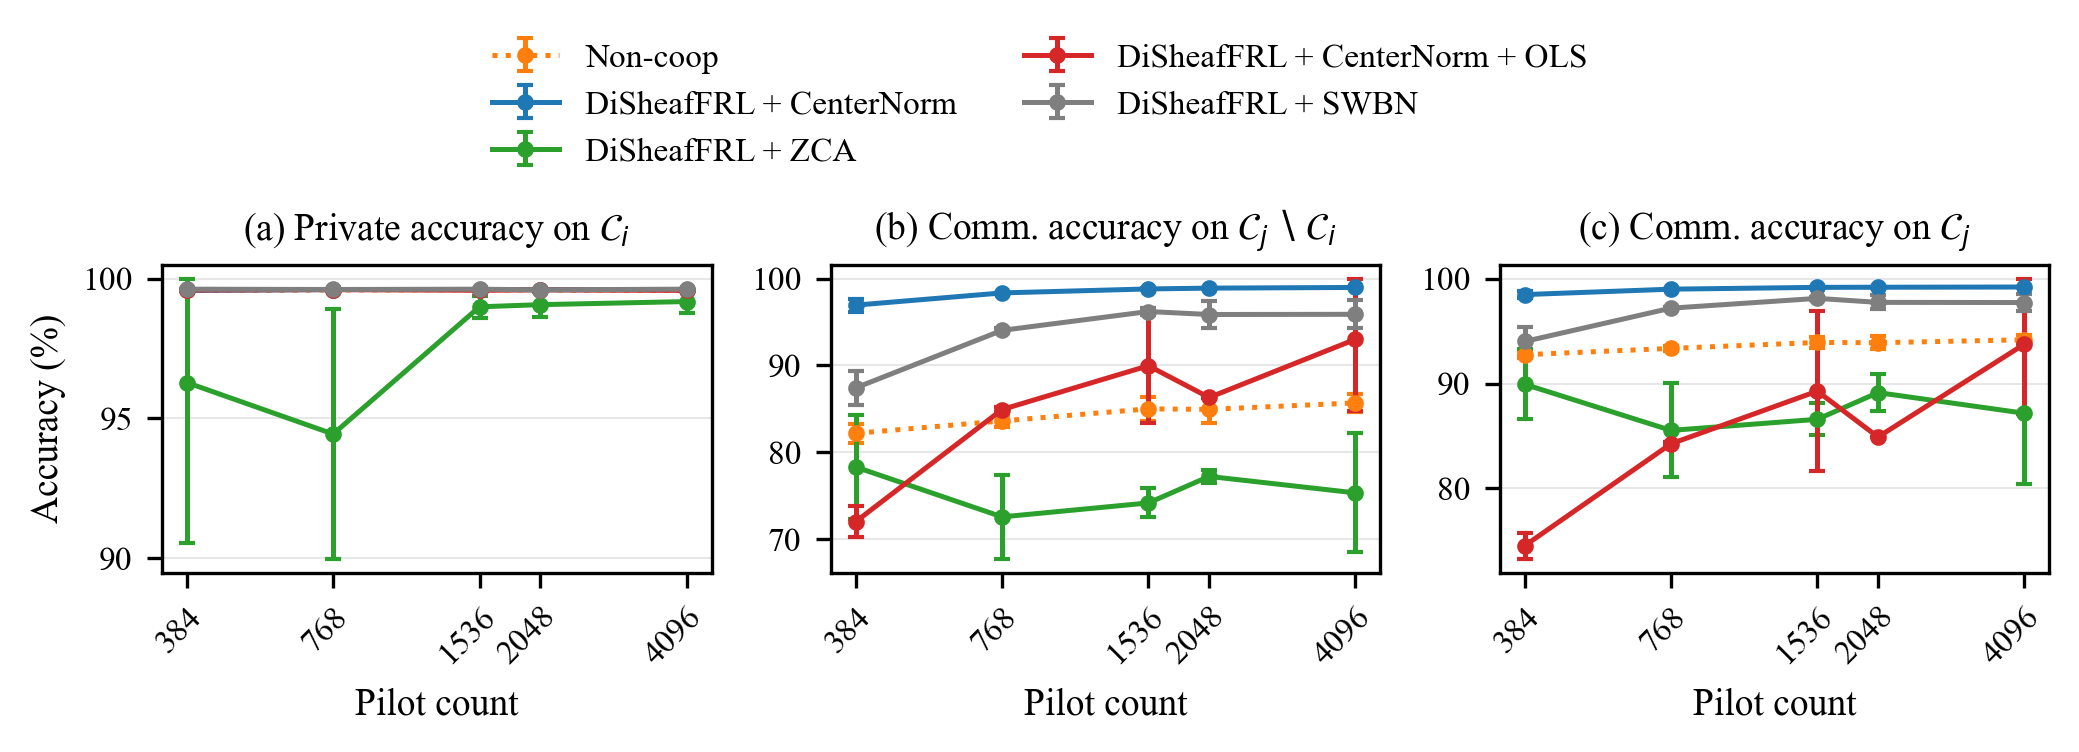 Non-coop
DiSheafFRL + CenterNorm
DiSheafFRL + ZCA
DiSheafFRL + CenterNorm + OLS
DiSheafFRL + SWBN
(a) Private accuracy on 𝒞ᵢ
Accuracy (%)
100
95
90
384
768
1536
2048
4096
Pilot count
(b) Comm. accuracy on 𝒞ⱼ \ 𝒞ᵢ
100
90
80
70
384
768
1536
2048
4096
Pilot count
(c) Comm. accuracy on 𝒞ⱼ
100
90
80
384
768
1536
2048
4096
Pilot count